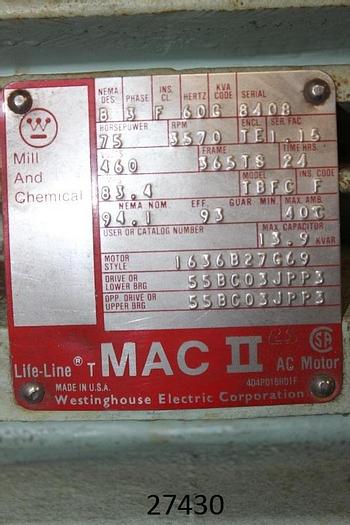 NEMA DES. PHASE INS. CL. HERTZ KVA CODE SERIAL
B 3 F 60 G 8408
HORSEPOWER RPM ENCL. SER. FAC
75 3570 TE 1.15
FRAME TIME HRS.
460 365TS 24
MODEL
83.4 TBFC F
NEMA NOM. EFF. GUAR. MIN. MAX. AMB.
94.1 93 40°C
USER OR CATALOG NUMBER MAX. CAPACITOR
13.9 KVAR
MOTOR STYLE 1636B27G69
DRIVE OR LOWER BRG 55BC03JPP3
OPP. DRIVE OR UPPER BRG 55BC03JPP3
Mill
And
Chemical
Life-Line® T MAC II AC Motor
MADE IN U.S.A.
Westinghouse Electric Corporation
27430